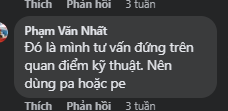 Thích Phản hồi 3 tuần
Phạm Văn Nhất
Đó là mình tư vấn đứng trên
quan điểm kỹ thuật. Nên
dùng pa hoặc pe
Thích Phản hồi 3 tuần